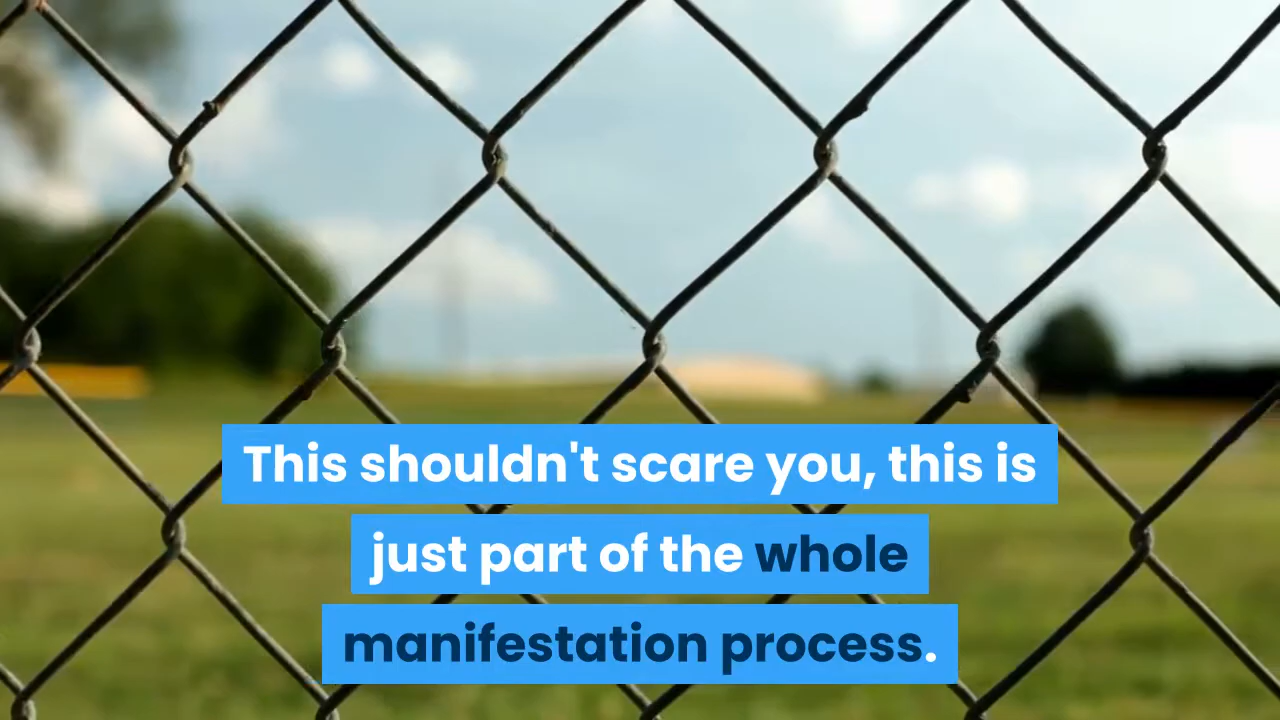 This shouldn't scare you, this is
just part of the whole
manifestation process.